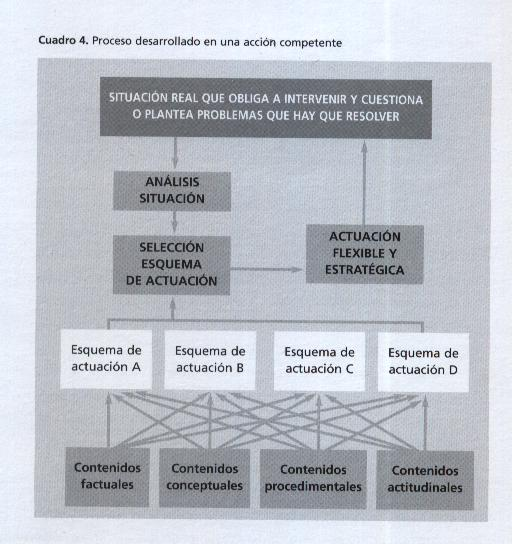 Cuadro 4. Proceso desarrollado en una acción competente
SITUACIÓN REAL QUE OBLIGA A INTERVENIR Y CUESTIONA
O PLANTEA PROBLEMAS QUE HAY QUE RESOLVER
ANÁLISIS
SITUACIÓN
SELECCIÓN
ESQUEMA
DE ACTUACIÓN
ACTUACIÓN
FLEXIBLE Y
ESTRATÉGICA
Esquema de
actuación A
Esquema de
actuación B
Esquema de
actuación C
Esquema de
actuación D
Contenidos
factuales
Contenidos
conceptuales
Contenidos
procedimentales
Contenidos
actitudinales